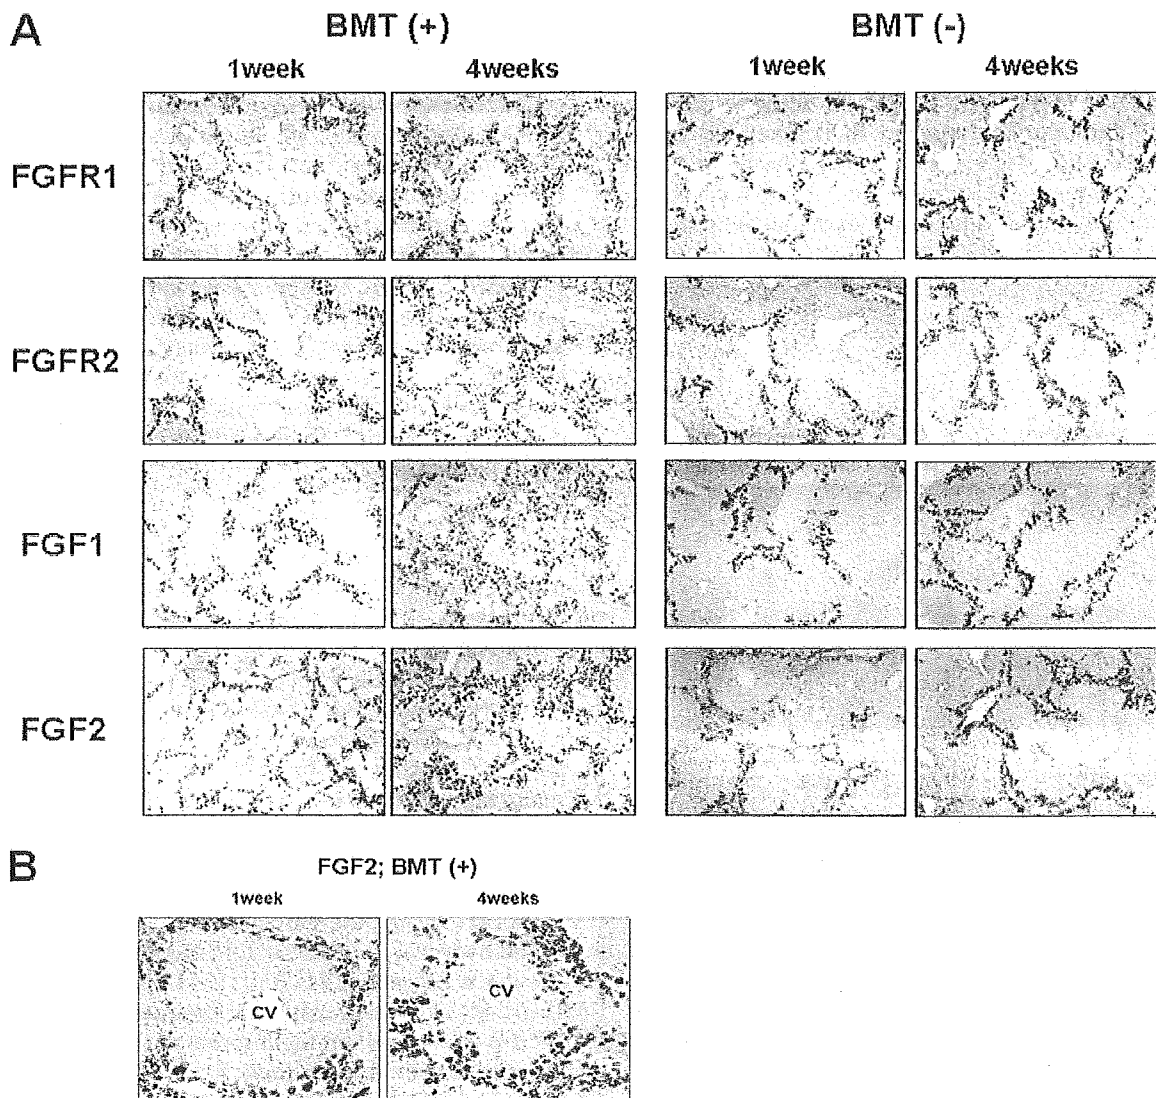 A
BMT (+)
BMT (-)
1week
4weeks
1week
4weeks
FGFR1
FGFR2
FGF1
FGF2
B
FGF2; BMT (+)
1week
4weeks
CV
CV